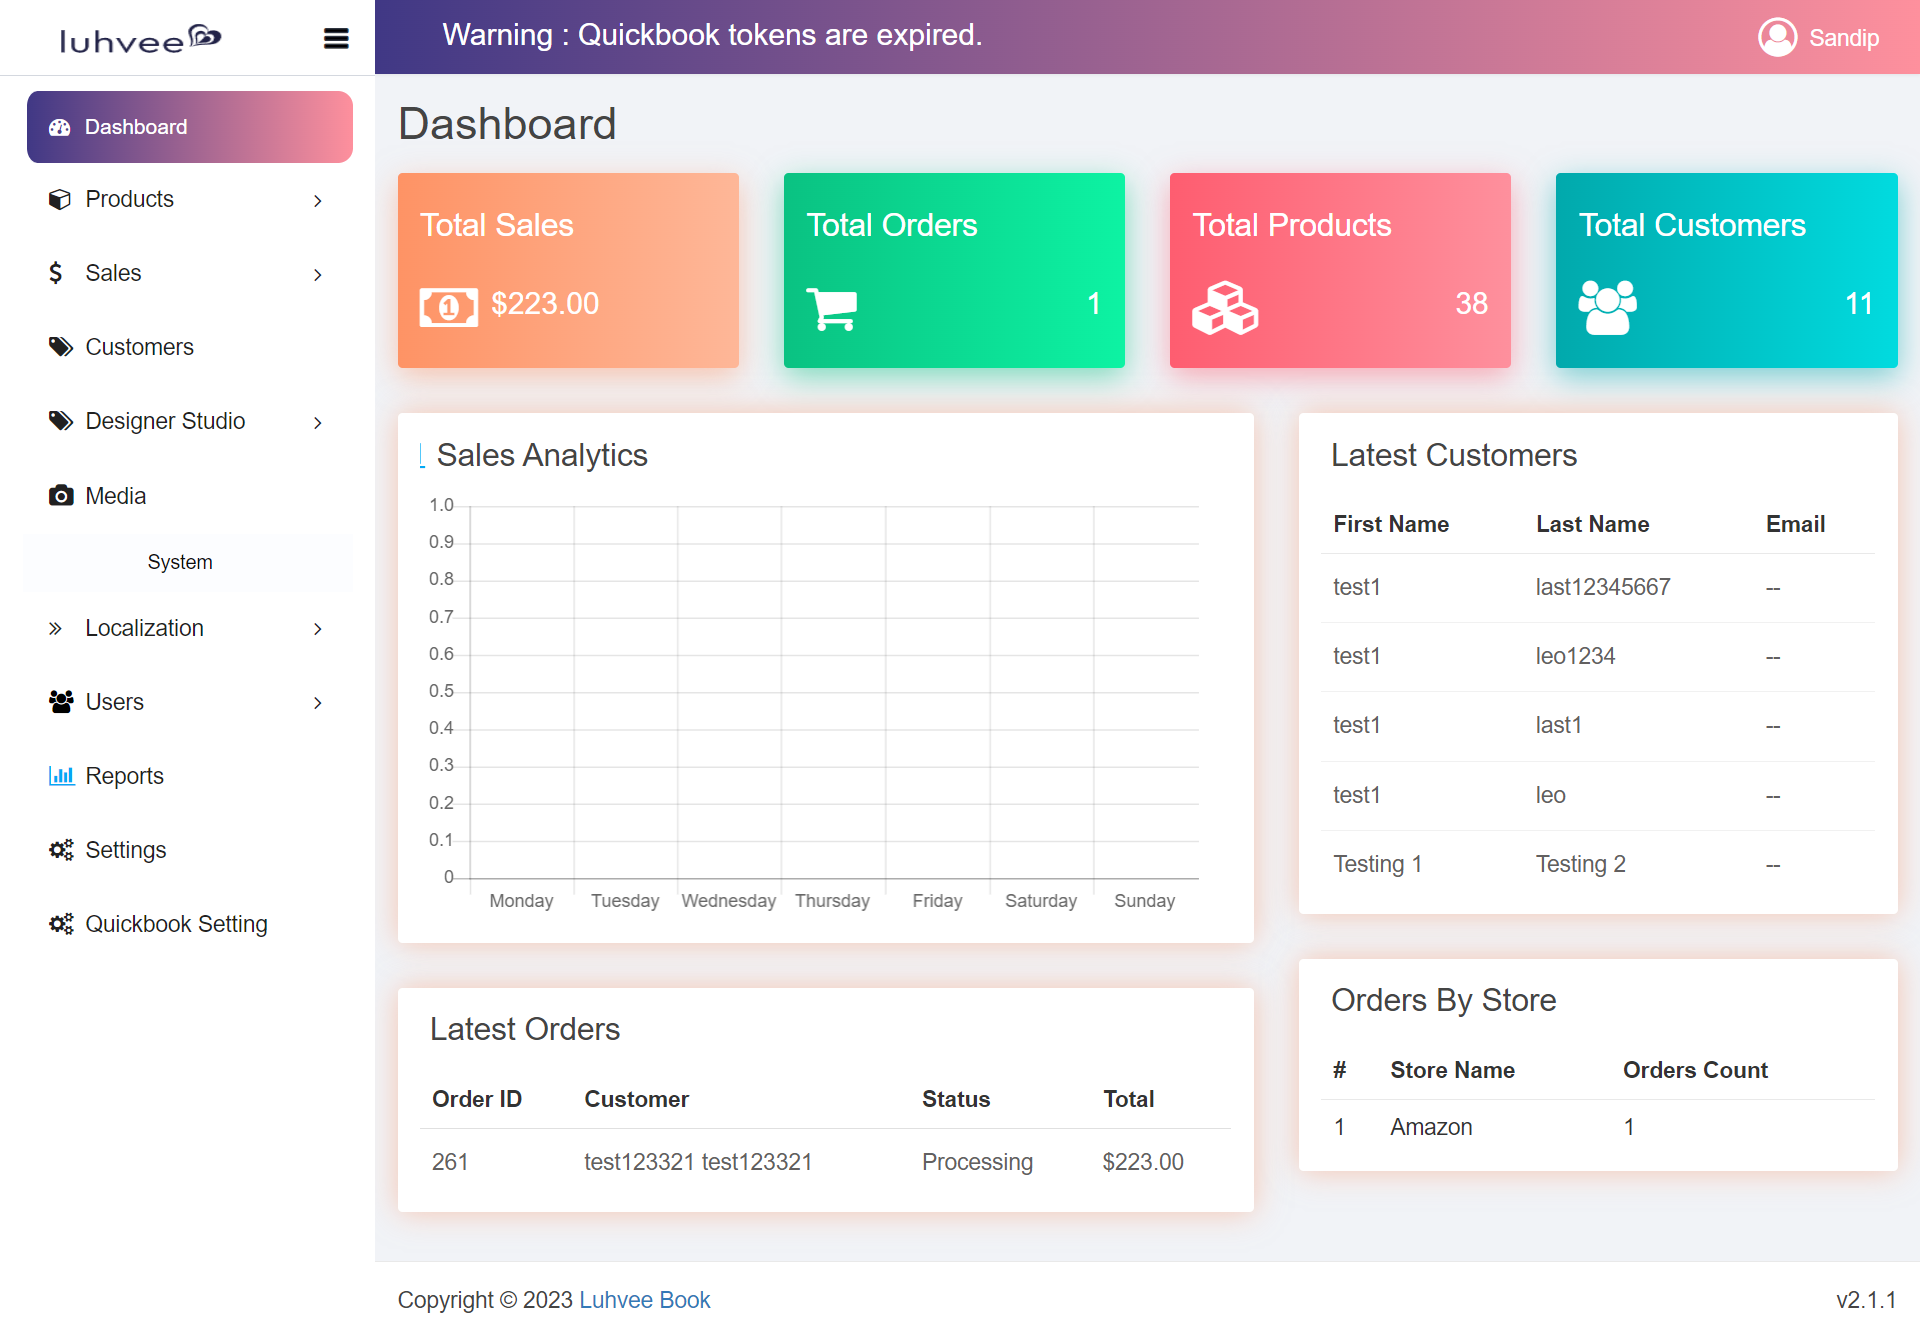 luhvee
Warning : Quickbook tokens are expired.
Sandip
Dashboard
Products
Sales
Customers
Designer Studio
Media
System
Localization
Users
Reports
Settings
Quickbook Setting
Dashboard
Total Sales
1 $223.00
Total Orders
1
Total Products
38
Total Customers
11
Sales Analytics
1.0
0.9
0.8
0.7
0.6
0.5
0.4
0.3
0.2
0.1
0
Monday Tuesday Wednesday Thursday Friday Saturday Sunday
Latest Customers
First Name Last Name Email
test1 last12345667 --
test1 leo1234 --
test1 last1 --
test1 leo --
Testing 1 Testing 2 --
Latest Orders
Order ID Customer Status Total
261 test123321 test123321 Processing $223.00
Orders By Store
# Store Name Orders Count
1 Amazon 1
Copyright © 2023 Luhvee Book
v2.1.1